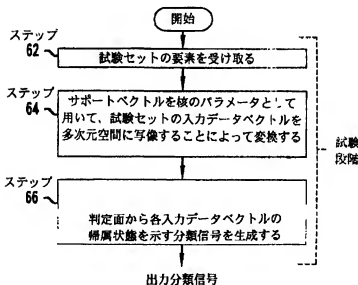 開始
ステップ
62
試験セットの要素を受け取る
ステップ
64
サポートベクトルを核のパラメータとして
用いて、試験セットの入力データベクトルを
多次元空間に写像することによって変換する
試験
段階
ステップ
66
判定面から各入力データベクトルの
帰属状態を示す分類信号を生成する
出力分類信号